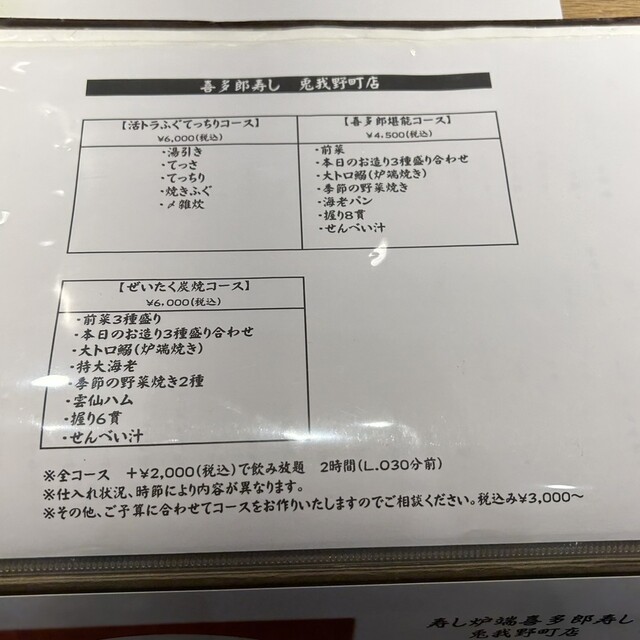 喜多郎寿し 兎我野町店
【活トラふぐてっちりコース】
¥6,000(税込)
・湯引き
・てっさ
・てっちり
・焼きふぐ
・〆雑炊
【喜多郎堪能コース】
¥4,500(税込)
・前菜
・本日のお造り3種盛り合わせ
・大トロ鰯(炉端焼き)
・季節の野菜焼き
・海老パン
・握り8貫
・せんべい汁
【ぜいたく炭焼コース】
¥6,000(税込)
・前菜3種盛り
・本日のお造り3種盛り合わせ
・大トロ鰯(炉端焼き)
・特大海老
・季節の野菜焼き2種
・雲仙ハム
・握り6貫
・せんべい汁
※全コース +¥2,000(税込)で飲み放題 2時間(L.O30分前)
※仕入れ状況、時節により内容が異なります。
※その他、ご予算に合わせてコースをお作りいたしますのでご相談ください。税込み¥3,000～
寿し炉端喜多郎寿し
兎我野町店